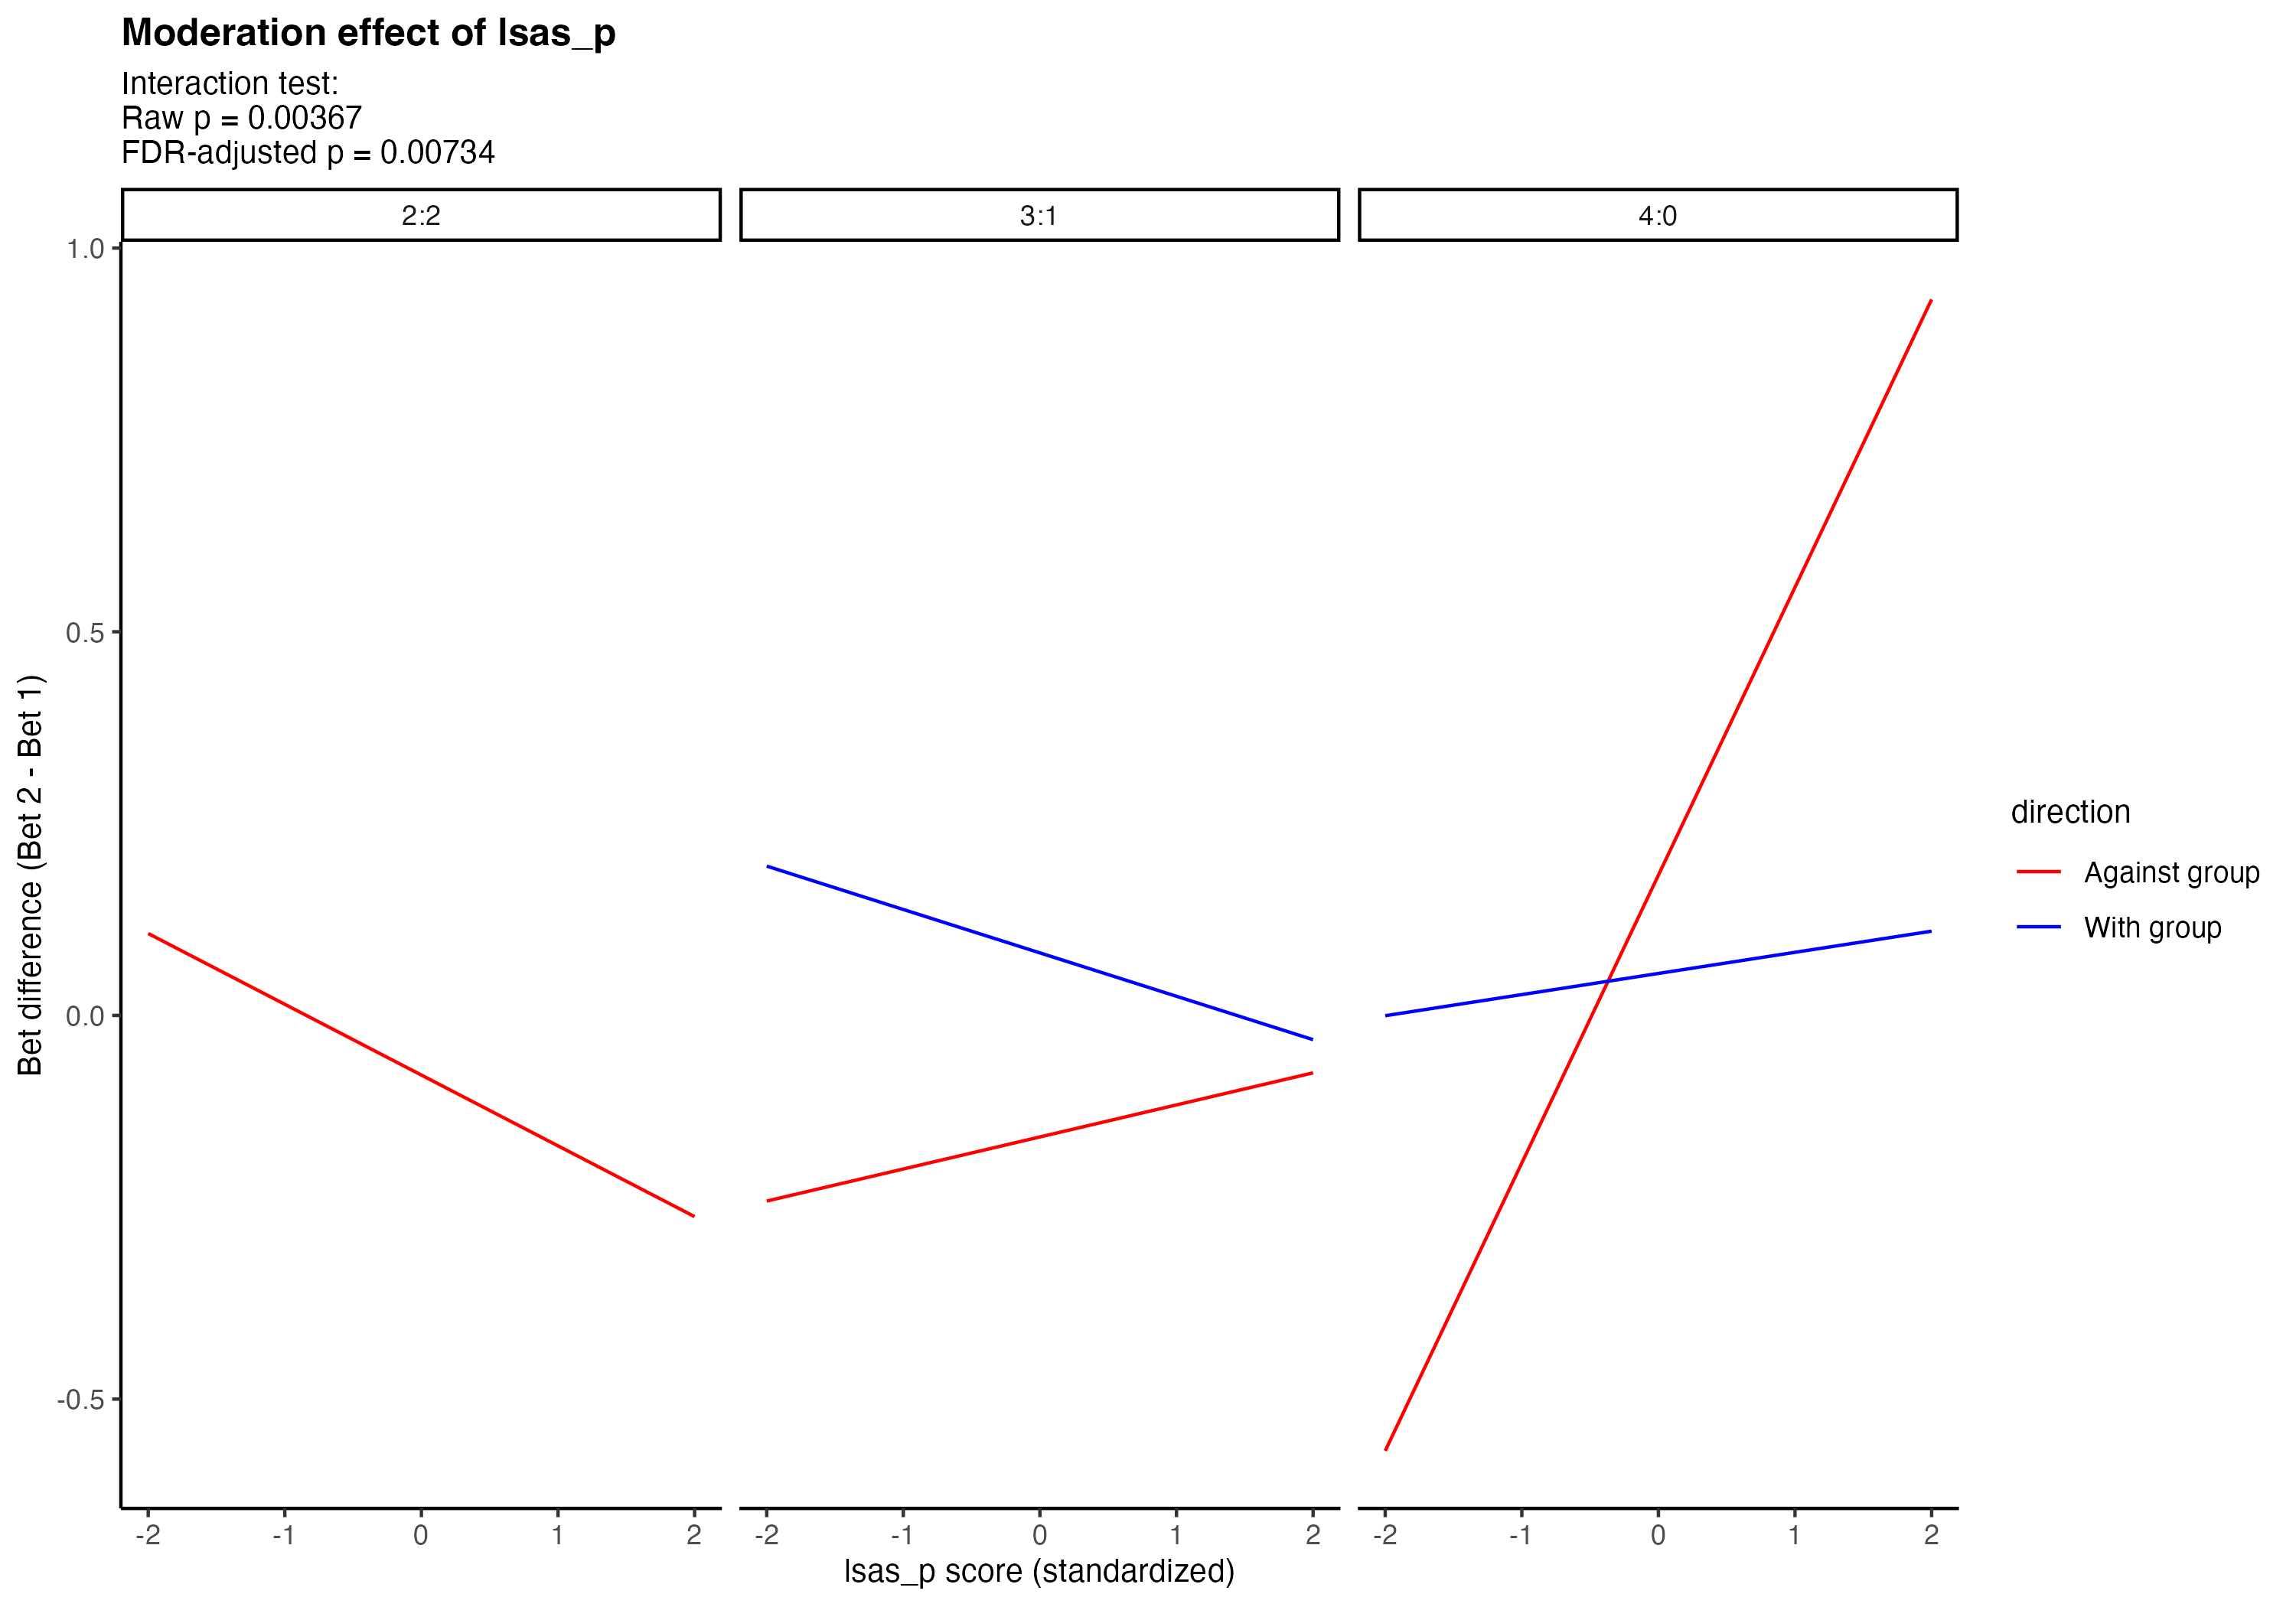 Moderation effect of lsas_p
Interaction test:
Raw p = 0.00367
FDR-adjusted p = 0.00734
2:2
3:1
4:0
1.0
0.5
0.0
-0.5
Bet difference (Bet 2 - Bet 1)
-2 -1 0 1 2
-2 -1 0 1 2
-2 -1 0 1 2
lsas_p score (standardized)
direction
Against group
With group